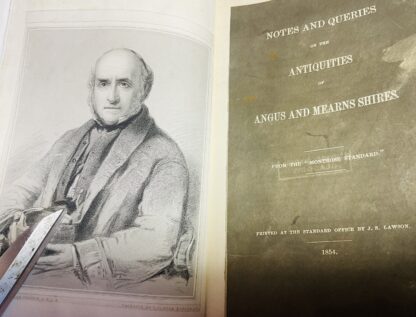 NOTES AND QUERIES
ON THE
ANTIQUITIES
OF
ANGUS AND MEARNS SHIRES.
FROM THE "MONTROSE STANDARD."
PRINTED AT THE STANDARD OFFICE BY J. S. LAWSON.
1854.